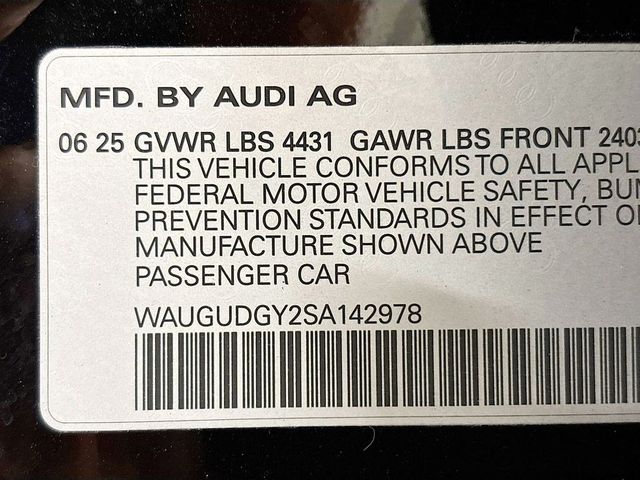 MFD. BY AUDI AG
06 25 GVWR LBS 4431 GAWR LBS FRONT 2403
THIS VEHICLE CONFORMS TO ALL APPL
FEDERAL MOTOR VEHICLE SAFETY, BUM
PREVENTION STANDARDS IN EFFECT O
MANUFACTURE SHOWN ABOVE
PASSENGER CAR
WAUGUDGY2SA142978